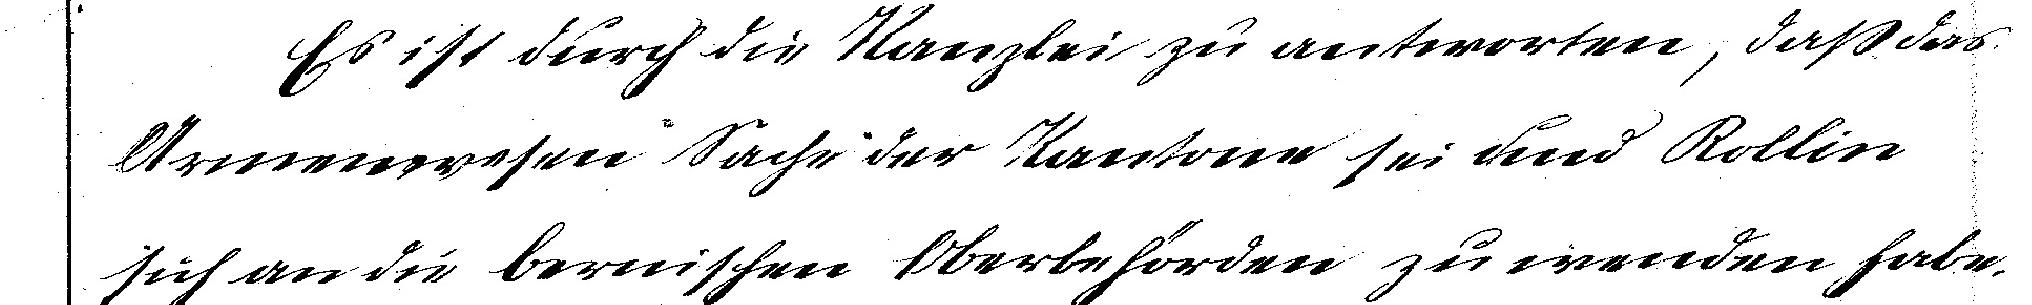 Es ist durch die Kanzlei zu antworten, daß das
Armenwesen Sache der Kantone sei und Rollin
sich an die bernischen Oberbehörden zu wenden habe.